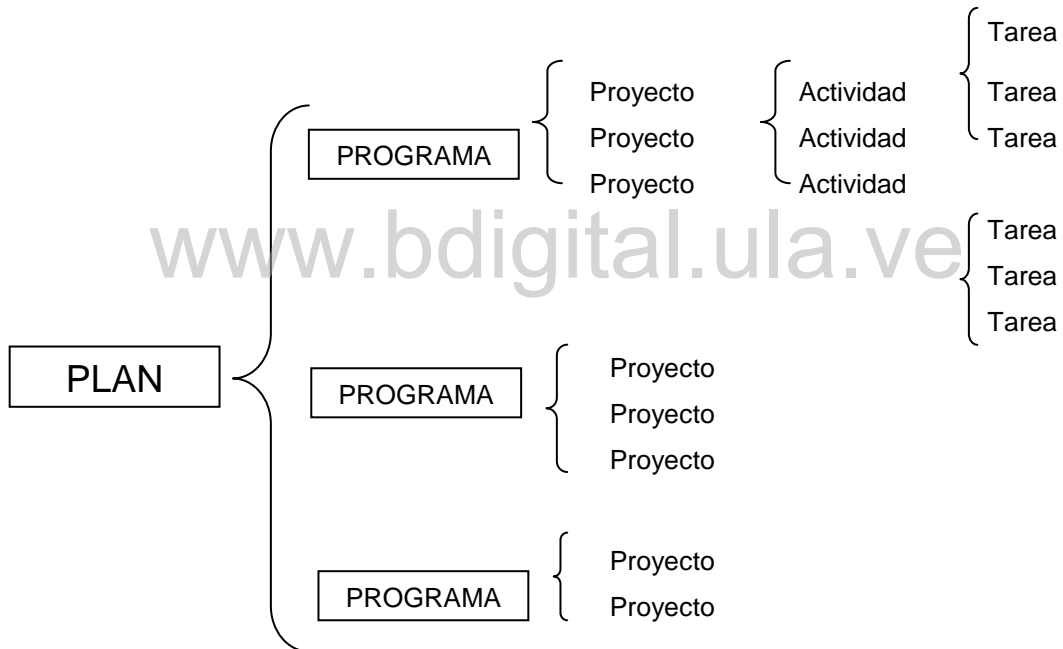 Tarea
Proyecto Actividad Tarea
Proyecto Actividad Tarea
PROGRAMA
Proyecto Actividad
www.bdigital.ula.ve
Tarea
Tarea
Tarea
PLAN
Proyecto
PROGRAMA
Proyecto
Proyecto
Proyecto
PROGRAMA
Proyecto